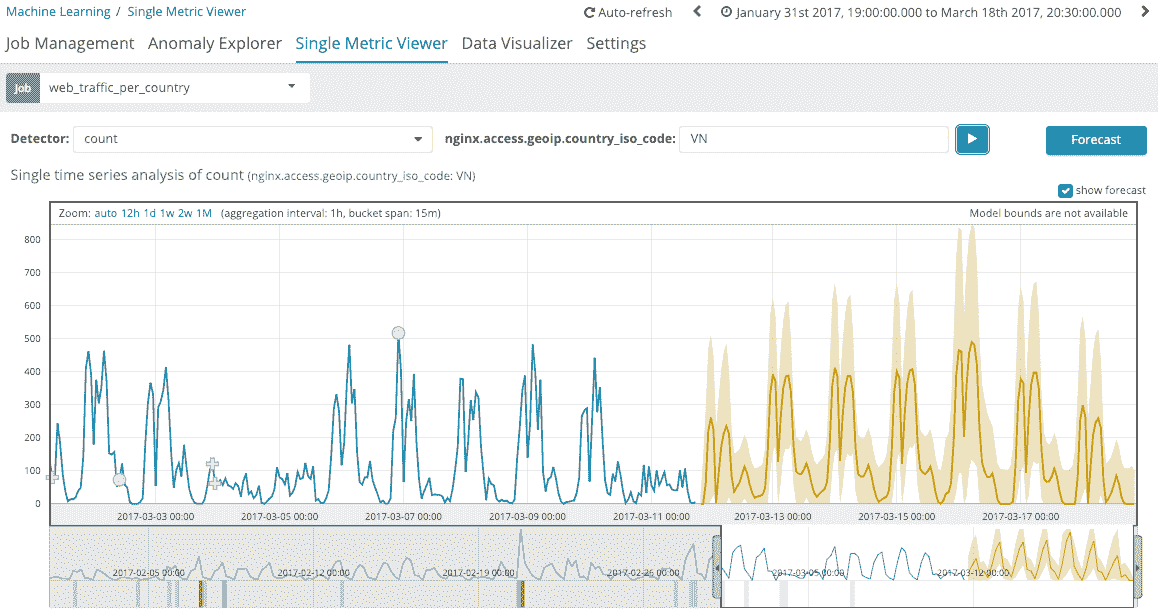 Machine Learning / Single Metric Viewer
Auto-refresh January 31st 2017, 19:00:00.000 to March 18th 2017, 20:30:00.000
Job Management Anomaly Explorer Single Metric Viewer Data Visualizer Settings
Job web_traffic_per_country
Detector: count nginx.access.geoip.country_iso_code: VN Forecast
Single time series analysis of count (nginx.access.geoip.country_iso_code: VN)
show forecast
Zoom: auto 12h 1d 1w 2w 1M (aggregation interval: 1h, bucket span: 15m) Model bounds are not available
800
700
600
500
400
300
200
100
0
2017-03-03 00:00 2017-03-05 00:00 2017-03-07 00:00 2017-03-09 00:00 2017-03-11 00:00 2017-03-13 00:00 2017-03-15 00:00 2017-03-17 00:00
2017-02-05 00:00 2017-02-12 00:00 2017-02-19 00:00 2017-02-26 00:00 2017-03-05 00:00 2017-03-12 00:00